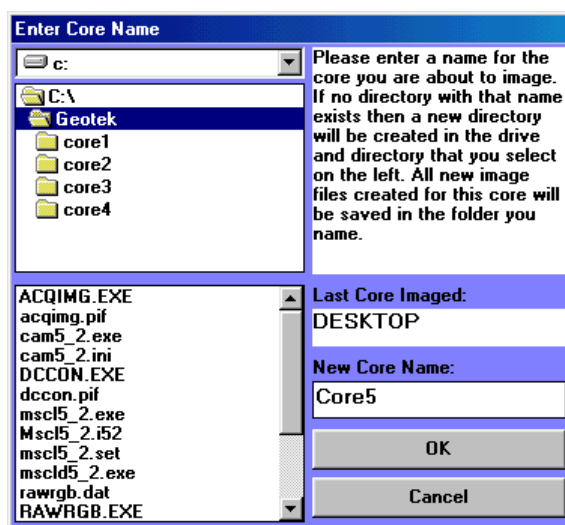 Enter Core Name
c:
C:\
Geotek
core1
core2
core3
core4
Please enter a name for the
core you are about to image.
If no directory with that name
exists then a new directory
will be created in the drive
and directory that you select
on the left. All new image
files created for this core will
be saved in the folder you
name.
ACQIMG.EXE
acqimg.pif
cam5_2.exe
cam5_2.ini
DCCON.EXE
dccon.pif
mscl5_2.exe
Mscl5_2.i52
mscl5_2.set
mscld5_2.exe
rawrgb.dat
RAWRGB.EXE
Last Core Imaged:
DESKTOP
New Core Name:
Core5
OK
Cancel